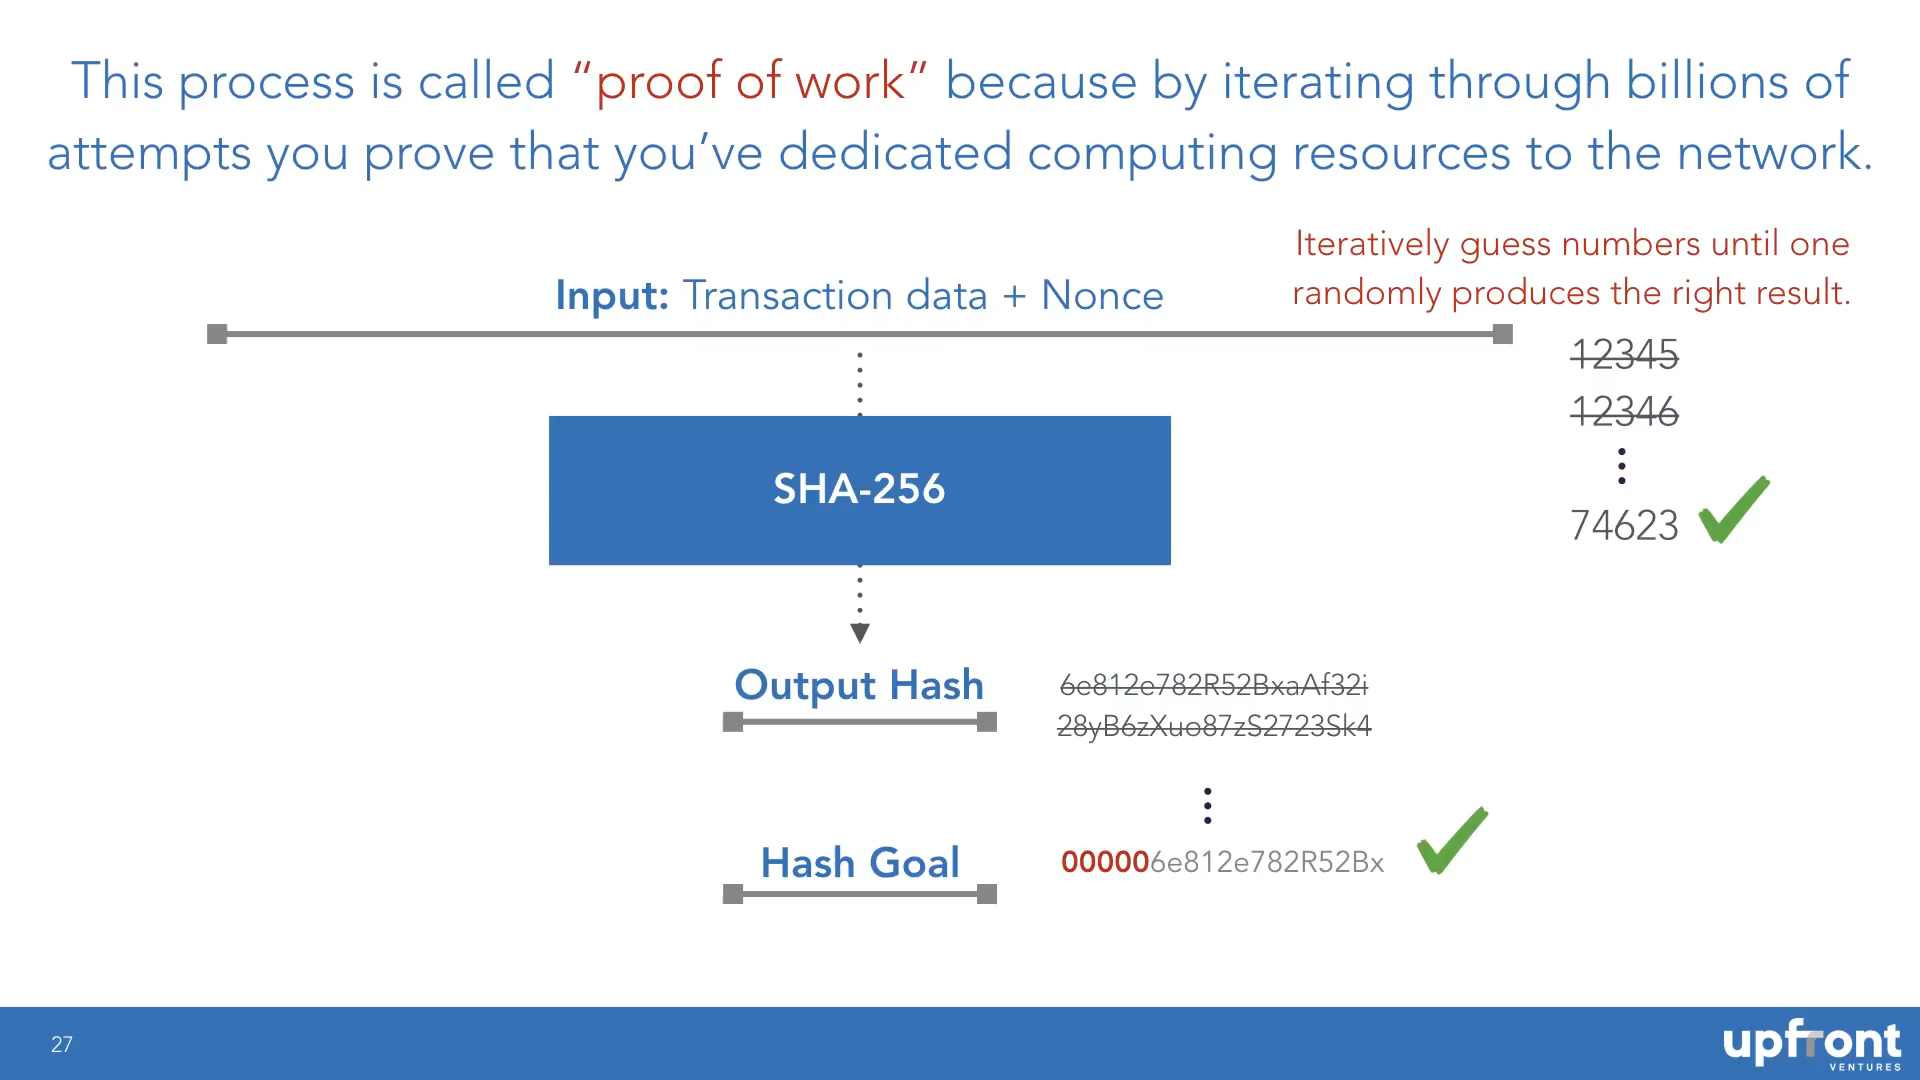 This process is called “proof of work” because by iterating through billions of
attempts you prove that you’ve dedicated computing resources to the network.
Iteratively guess numbers until one
randomly produces the right result.
Input: Transaction data + Nonce
12345
12346
74623
SHA-256
Output Hash
6e812e782R52BxaAf32i
28yB6zXuo87zS2723Sk4
Hash Goal
000006e812e782R52Bx
27
upfront
VENTURES